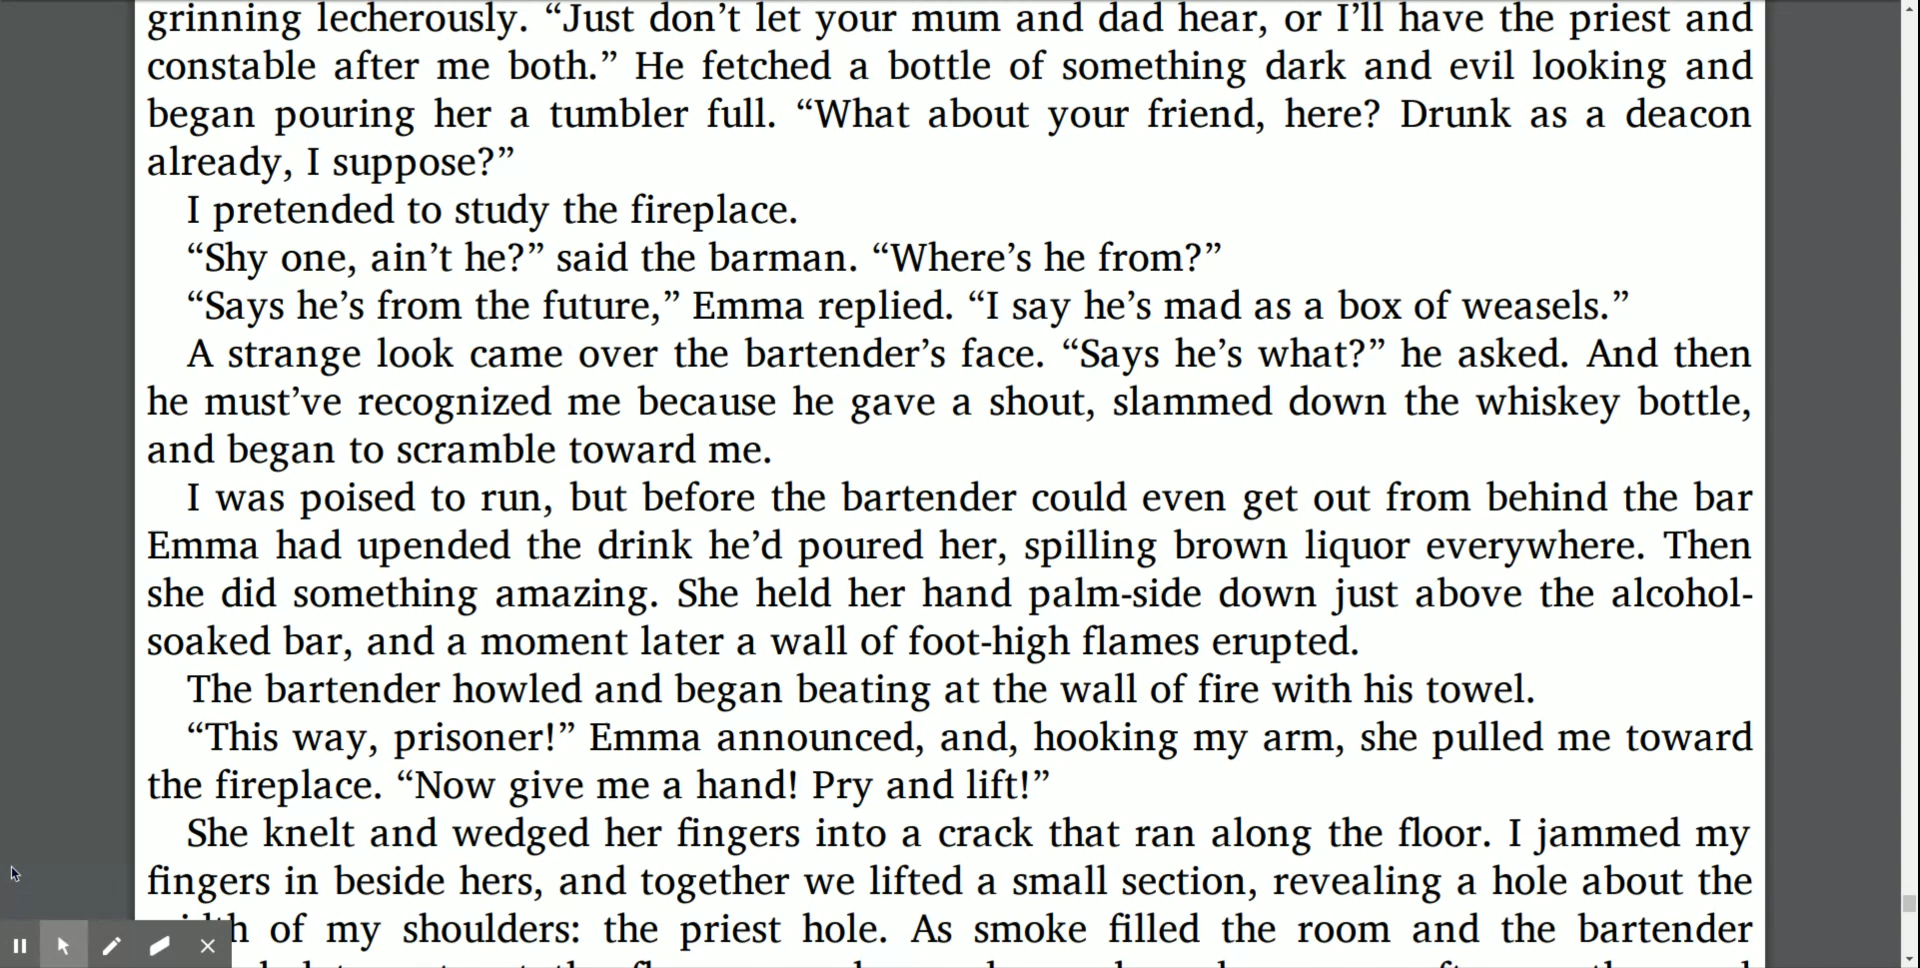 grinning lecherously. “Just don’t let your mum and dad hear, or I’ll have the priest and
constable after me both.” He fetched a bottle of something dark and evil looking and
began pouring her a tumbler full. “What about your friend, here? Drunk as a deacon
already, I suppose?”
I pretended to study the fireplace.
“Shy one, ain’t he?” said the barman. “Where’s he from?”
“Says he’s from the future,” Emma replied. “I say he’s mad as a box of weasels.”
A strange look came over the bartender’s face. “Says he’s what?” he asked. And then
he must’ve recognized me because he gave a shout, slammed down the whiskey bottle,
and began to scramble toward me.
I was poised to run, but before the bartender could even get out from behind the bar
Emma had upended the drink he’d poured her, spilling brown liquor everywhere. Then
she did something amazing. She held her hand palm-side down just above the alcohol-
soaked bar, and a moment later a wall of foot-high flames erupted.
The bartender howled and began beating at the wall of fire with his towel.
“This way, prisoner!” Emma announced, and, hooking my arm, she pulled me toward
the fireplace. “Now give me a hand! Pry and lift!”
She knelt and wedged her fingers into a crack that ran along the floor. I jammed my
fingers in beside hers, and together we lifted a small section, revealing a hole about the
of my shoulders: the priest hole. As smoke filled the room and the bartender